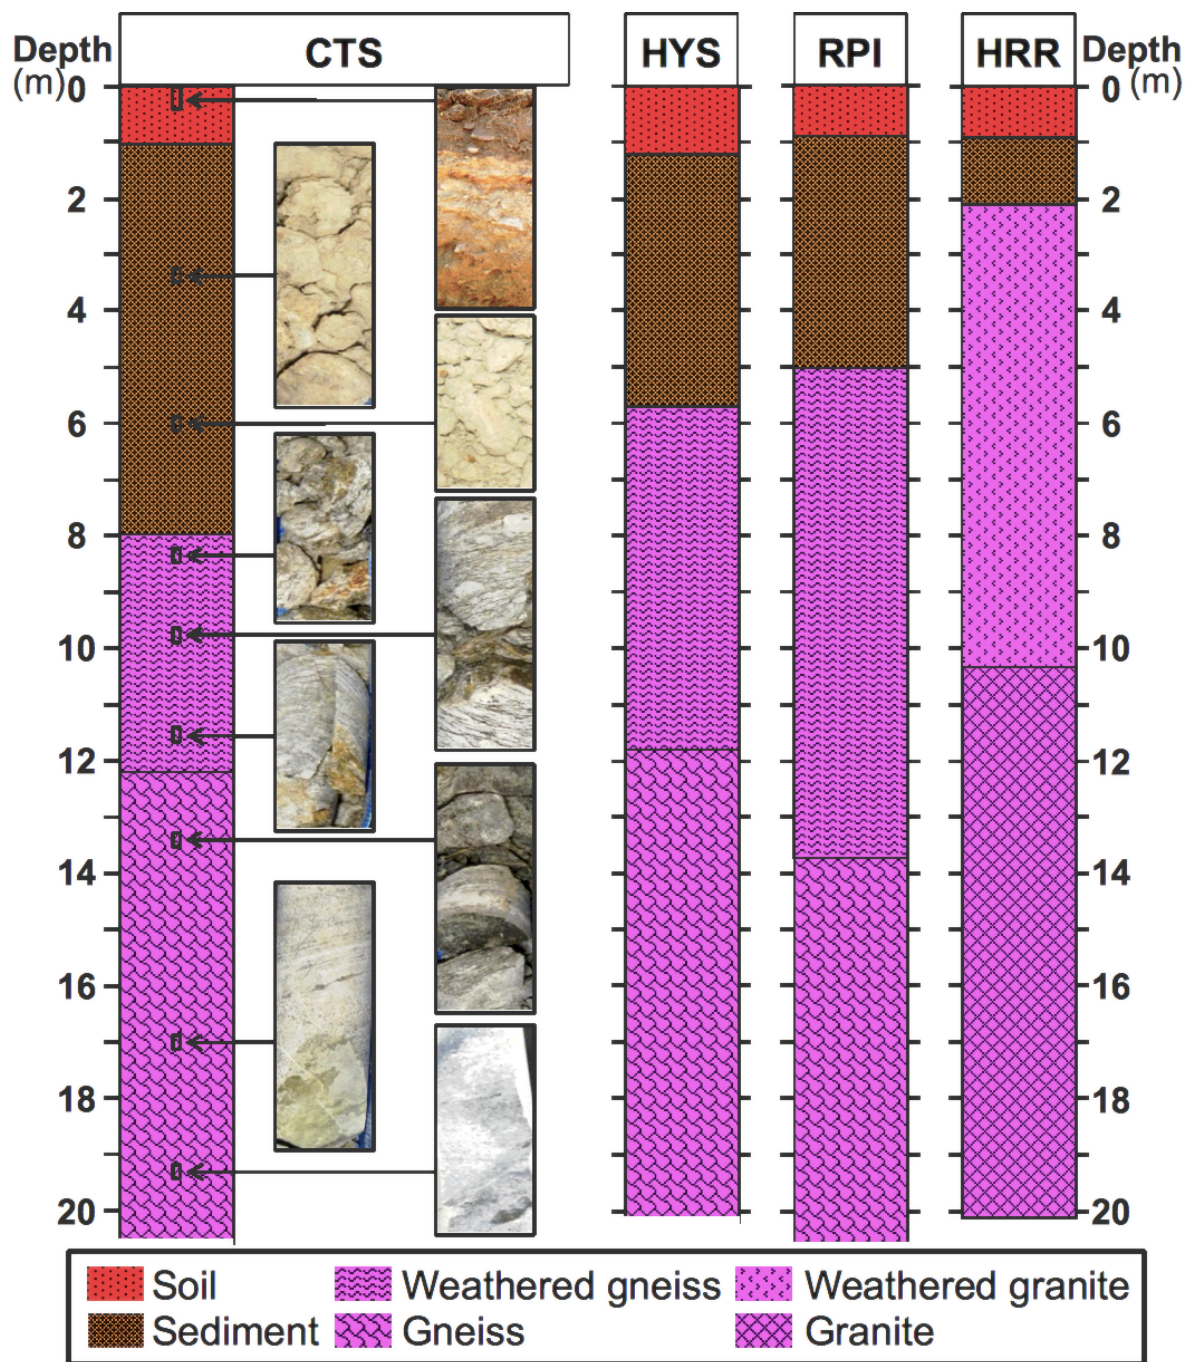 Depth CTS HYS RPI HRR Depth
(m) 0 0 (m)
2 2
4 4
6 6
8 8
10 10
12 12
14 14
16 16
18 18
20 20
Soil Weathered gneiss Weathered granite
Sediment Gneiss Granite